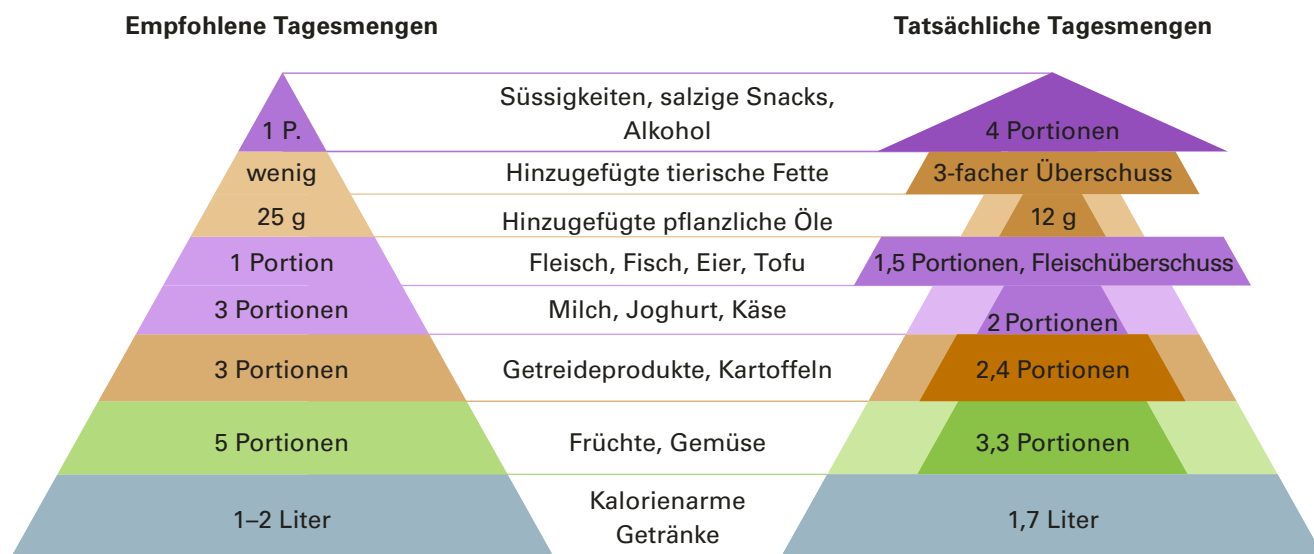 Empfohlene Tagesmengen
Tatsächliche Tagesmengen
1 P.
Süssigkeiten, salzige Snacks,
Alkohol
4 Portionen
wenig
Hinzugefügte tierische Fette
3-facher Überschuss
25 g
Hinzugefügte pflanzliche Öle
12 g
1 Portion
Fleisch, Fisch, Eier, Tofu
1,5 Portionen, Fleischüberschuss
3 Portionen
Milch, Joghurt, Käse
2 Portionen
3 Portionen
Getreideprodukte, Kartoffeln
2,4 Portionen
5 Portionen
Früchte, Gemüse
3,3 Portionen
1–2 Liter
Kalorienarme
Getränke
1,7 Liter